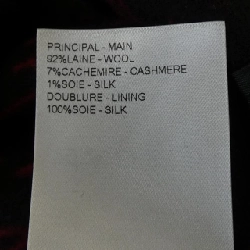 PRINCIPAL - MAIN
92%LAINE - WOOL
7%CACHEMIRE - CASHMERE
1%SOIE - SILK
DOUBLURE - LINING
100%SOIE - SILK